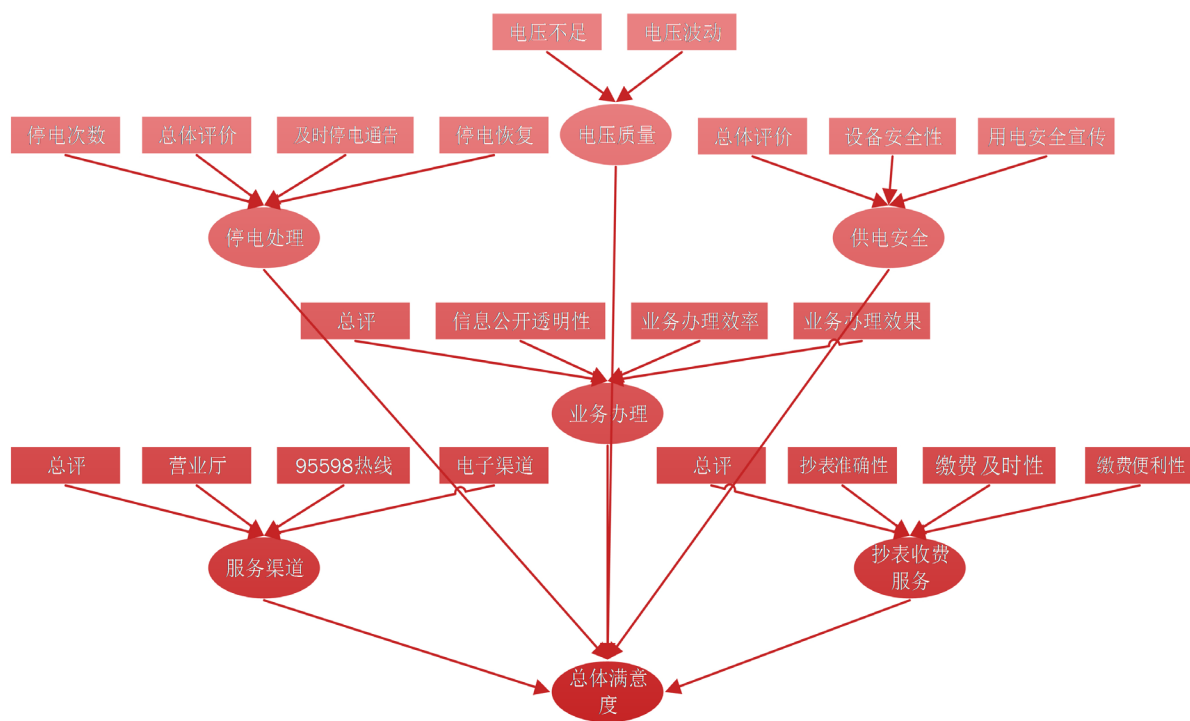 电压不足
电压波动
停电次数
总体评价
及时停电通告
停电恢复
电压质量
总体评价
设备安全性
用电安全宣传
停电处理
供电安全
总评
信息公开透明性
业务办理效率
业务办理效果
业务办理
总评
营业厅
95598热线
电子渠道
总评
抄表准确性
缴费及时性
缴费便利性
服务渠道
抄表收费
服务
总体满意
度